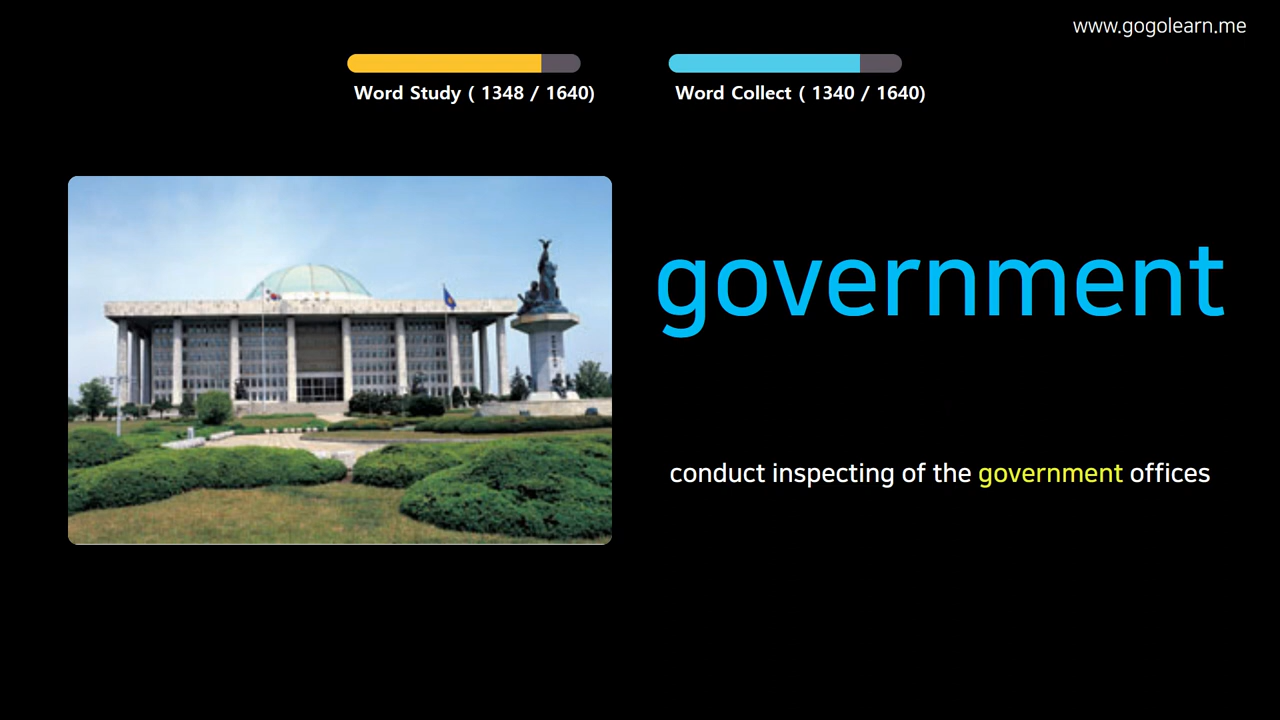 www.gogolearn.me
Word Study ( 1348 / 1640)
Word Collect ( 1340 / 1640)
government
conduct inspecting of the government offices